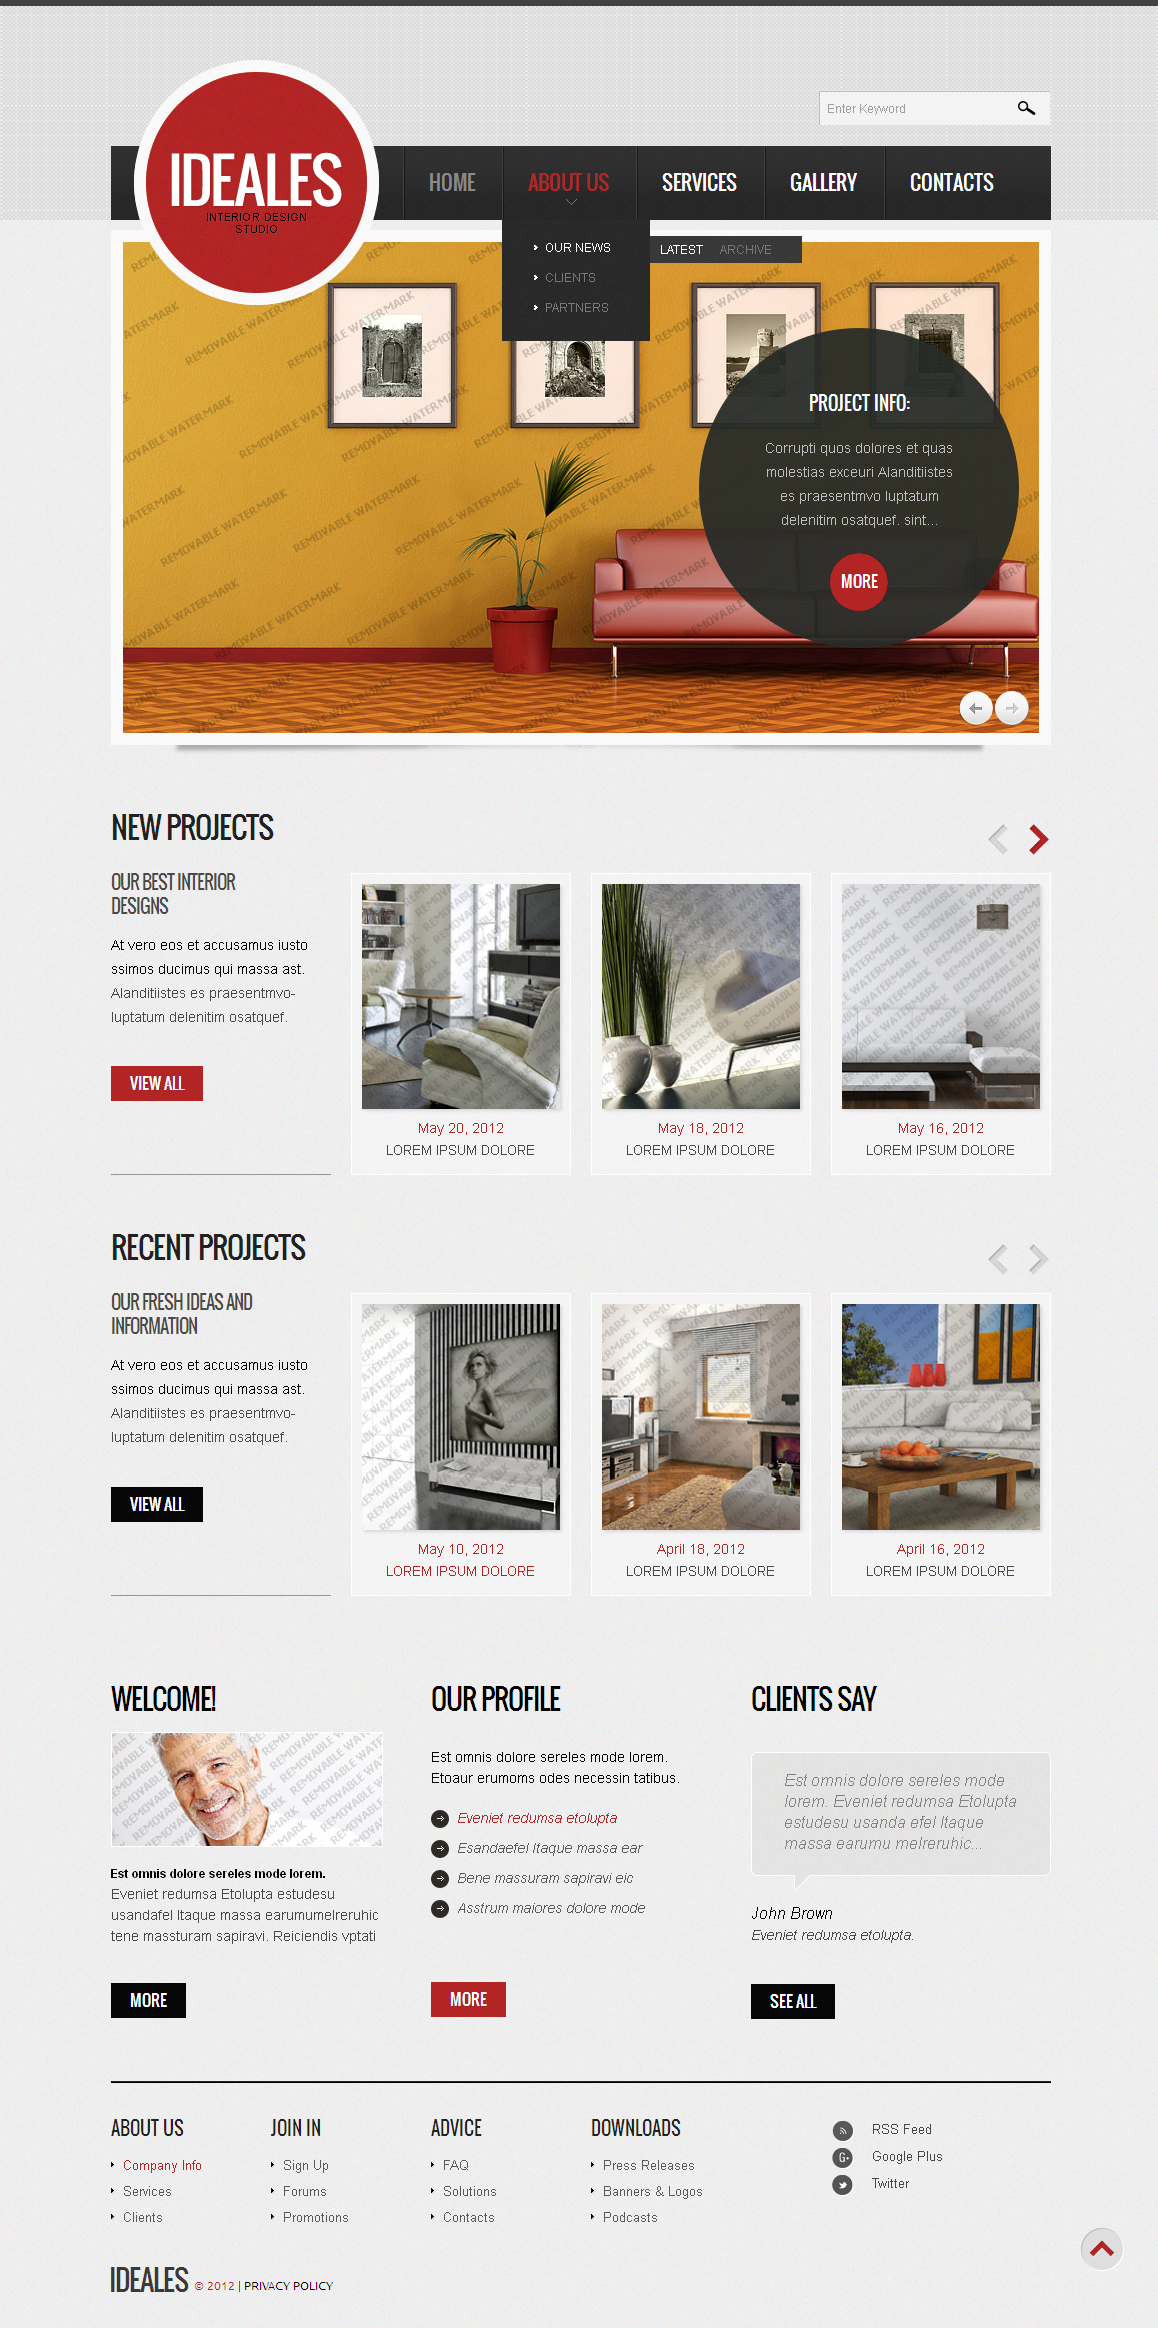 Enter Keyword
IDEALES
INTERIOR DESIGN
STUDIO
HOME
ABOUT US
SERVICES
GALLERY
CONTACTS
OUR NEWS
CLIENTS
PARTNERS
LATEST
ARCHIVE
REMOVABLE WATERMARK
PROJECT INFO:
Corrupti quos dolores et quas
molestias exceuri Alanditiistes
es praesentmvo luptatum
delenitim osatquef. sint...
MORE
NEW PROJECTS
OUR BEST INTERIOR
DESIGNS
At vero eos et accusamus iusto
ssimos ducimus qui massa ast.
Alanditiistes es praesentmvo-
luptatum delenitim osatquef.
VIEW ALL
May 20, 2012
LOREM IPSUM DOLORE
May 18, 2012
LOREM IPSUM DOLORE
May 16, 2012
LOREM IPSUM DOLORE
RECENT PROJECTS
OUR FRESH IDEAS AND
INFORMATION
At vero eos et accusamus iusto
ssimos ducimus qui massa ast.
Alanditiistes es praesentmvo-
luptatum delenitim osatquef.
VIEW ALL
May 10, 2012
LOREM IPSUM DOLORE
April 18, 2012
LOREM IPSUM DOLORE
April 16, 2012
LOREM IPSUM DOLORE
WELCOME!
Est omnis dolore sereles mode lorem.
Eveniet redumsa Etolupta estudesu
usandafel Itaque massa earumumelreruhic
tene massturam sapiravi. Reiciendis vptati
MORE
OUR PROFILE
Est omnis dolore sereles mode lorem.
Etoaur erumoms odes necessin tatibus.
Eveniet redumsa etolupta
Esandaefel Itaque massa ear
Bene massuram sapiravi eic
Asstrum maiores dolore mode
MORE
CLIENTS SAY
Est omnis dolore sereles mode
lorem. Eveniet redumsa Etolupta
estudesu usanda efel Itaque
massa earumu melreruhic...
John Brown
Eveniet redumsa etolupta.
SEE ALL
ABOUT US
Company Info
Services
Clients
JOIN IN
Sign Up
Forums
Promotions
ADVICE
FAQ
Solutions
Contacts
DOWNLOADS
Press Releases
Banners & Logos
Podcasts
RSS Feed
Google Plus
Twitter
IDEALES © 2012 | PRIVACY POLICY